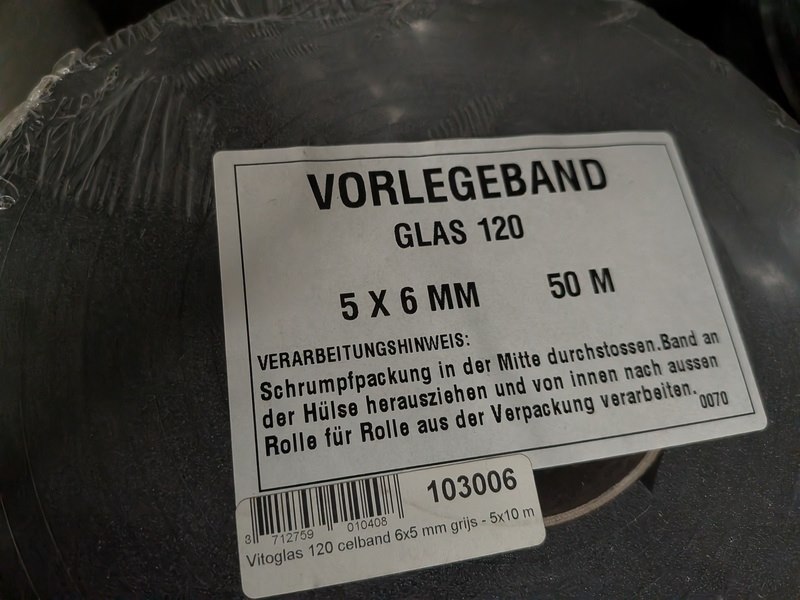 VORLEGEBAND
GLAS 120
5 X 6 MM 50 M
VERARBEITUNGSHINWEIS:
Schrumpfpackung in der Mitte durchstossen.Band an
der Hülse herausziehen und von innen nach aussen
Rolle für Rolle aus der Verpackung verarbeiten.
0070
103006
3 712759 010408
Vitoglas 120 celband 6x5 mm grijs - 5x10 m